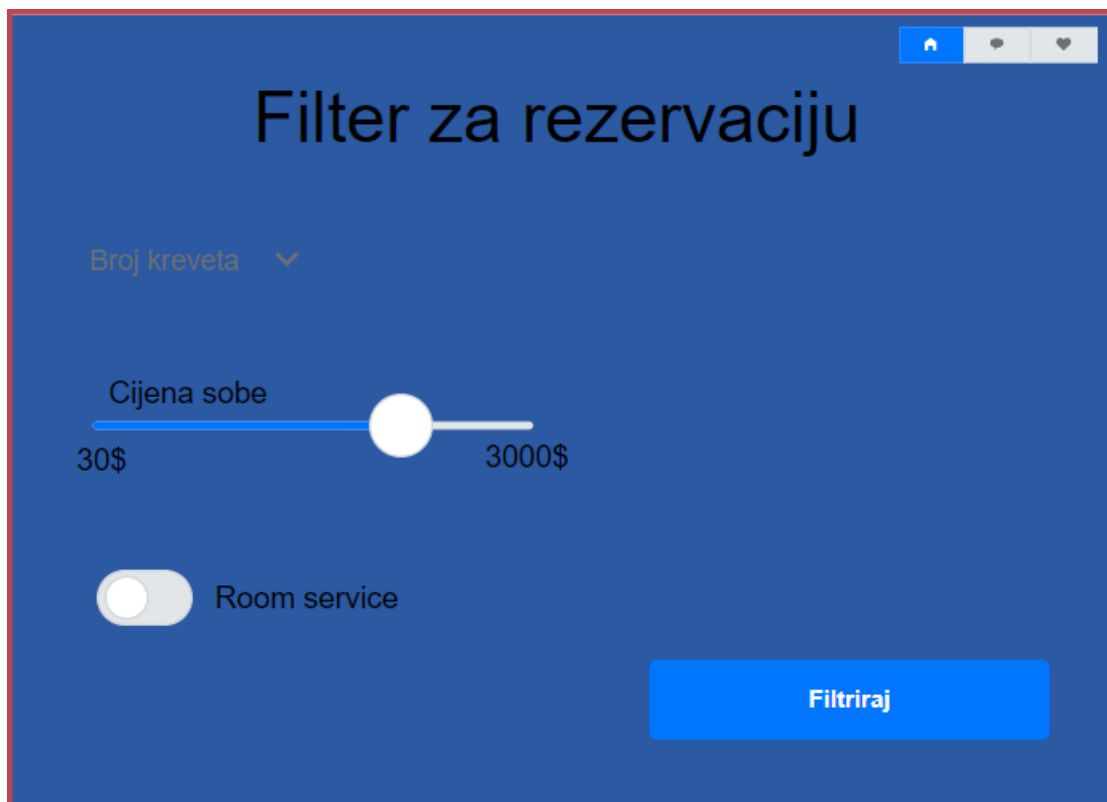 Filter za rezervaciju
Broj kreveta
Cijena sobe
30$
3000$
Room service
Filtriraj